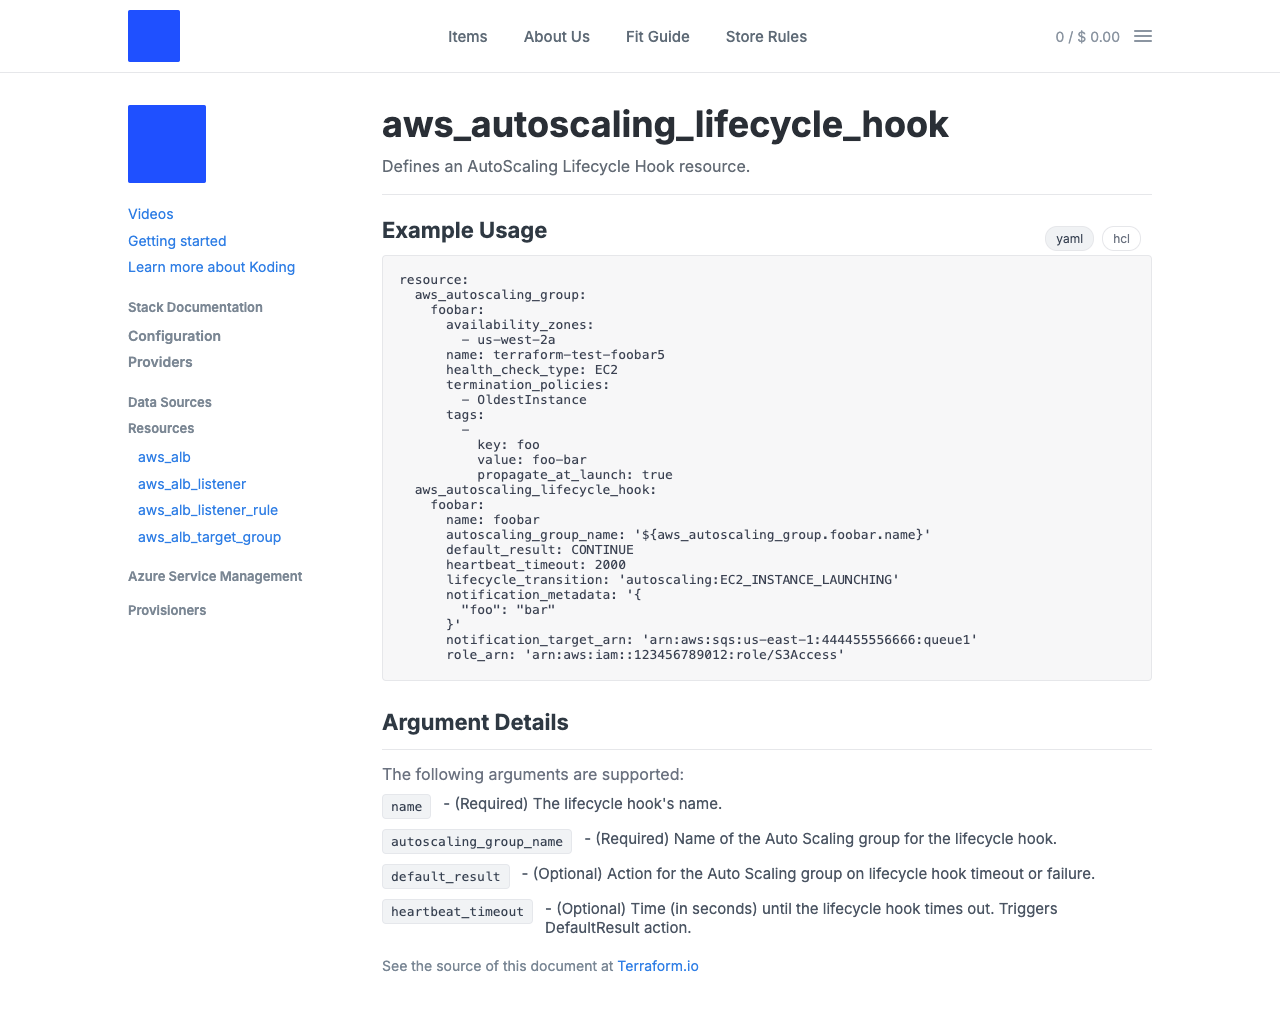 Items About Us Fit Guide Store Rules 0 / $ 0.00
Videos
Getting started
Learn more about Koding
Stack Documentation
Configuration
Providers
Data Sources
Resources
aws_alb
aws_alb_listener
aws_alb_listener_rule
aws_alb_target_group
Azure Service Management
Provisioners
aws_autoscaling_lifecycle_hook
Defines an AutoScaling Lifecycle Hook resource.
Example Usage
yaml hcl
resource:
  aws_autoscaling_group:
    foobar:
      availability_zones:
        - us-west-2a
      name: terraform-test-foobar5
      health_check_type: EC2
      termination_policies:
        - OldestInstance
      tags:
        -
          key: foo
          value: foo-bar
          propagate_at_launch: true
  aws_autoscaling_lifecycle_hook:
    foobar:
      name: foobar
      autoscaling_group_name: '${aws_autoscaling_group.foobar.name}'
      default_result: CONTINUE
      heartbeat_timeout: 2000
      lifecycle_transition: 'autoscaling:EC2_INSTANCE_LAUNCHING'
      notification_metadata: '{
        "foo": "bar"
      }'
      notification_target_arn: 'arn:aws:sqs:us-east-1:444455556666:queue1'
      role_arn: 'arn:aws:iam::123456789012:role/S3Access'
Argument Details
The following arguments are supported:
name - (Required) The lifecycle hook's name.
autoscaling_group_name - (Required) Name of the Auto Scaling group for the lifecycle hook.
default_result - (Optional) Action for the Auto Scaling group on lifecycle hook timeout or failure.
heartbeat_timeout - (Optional) Time (in seconds) until the lifecycle hook times out. Triggers
DefaultResult action.
See the source of this document at Terraform.io